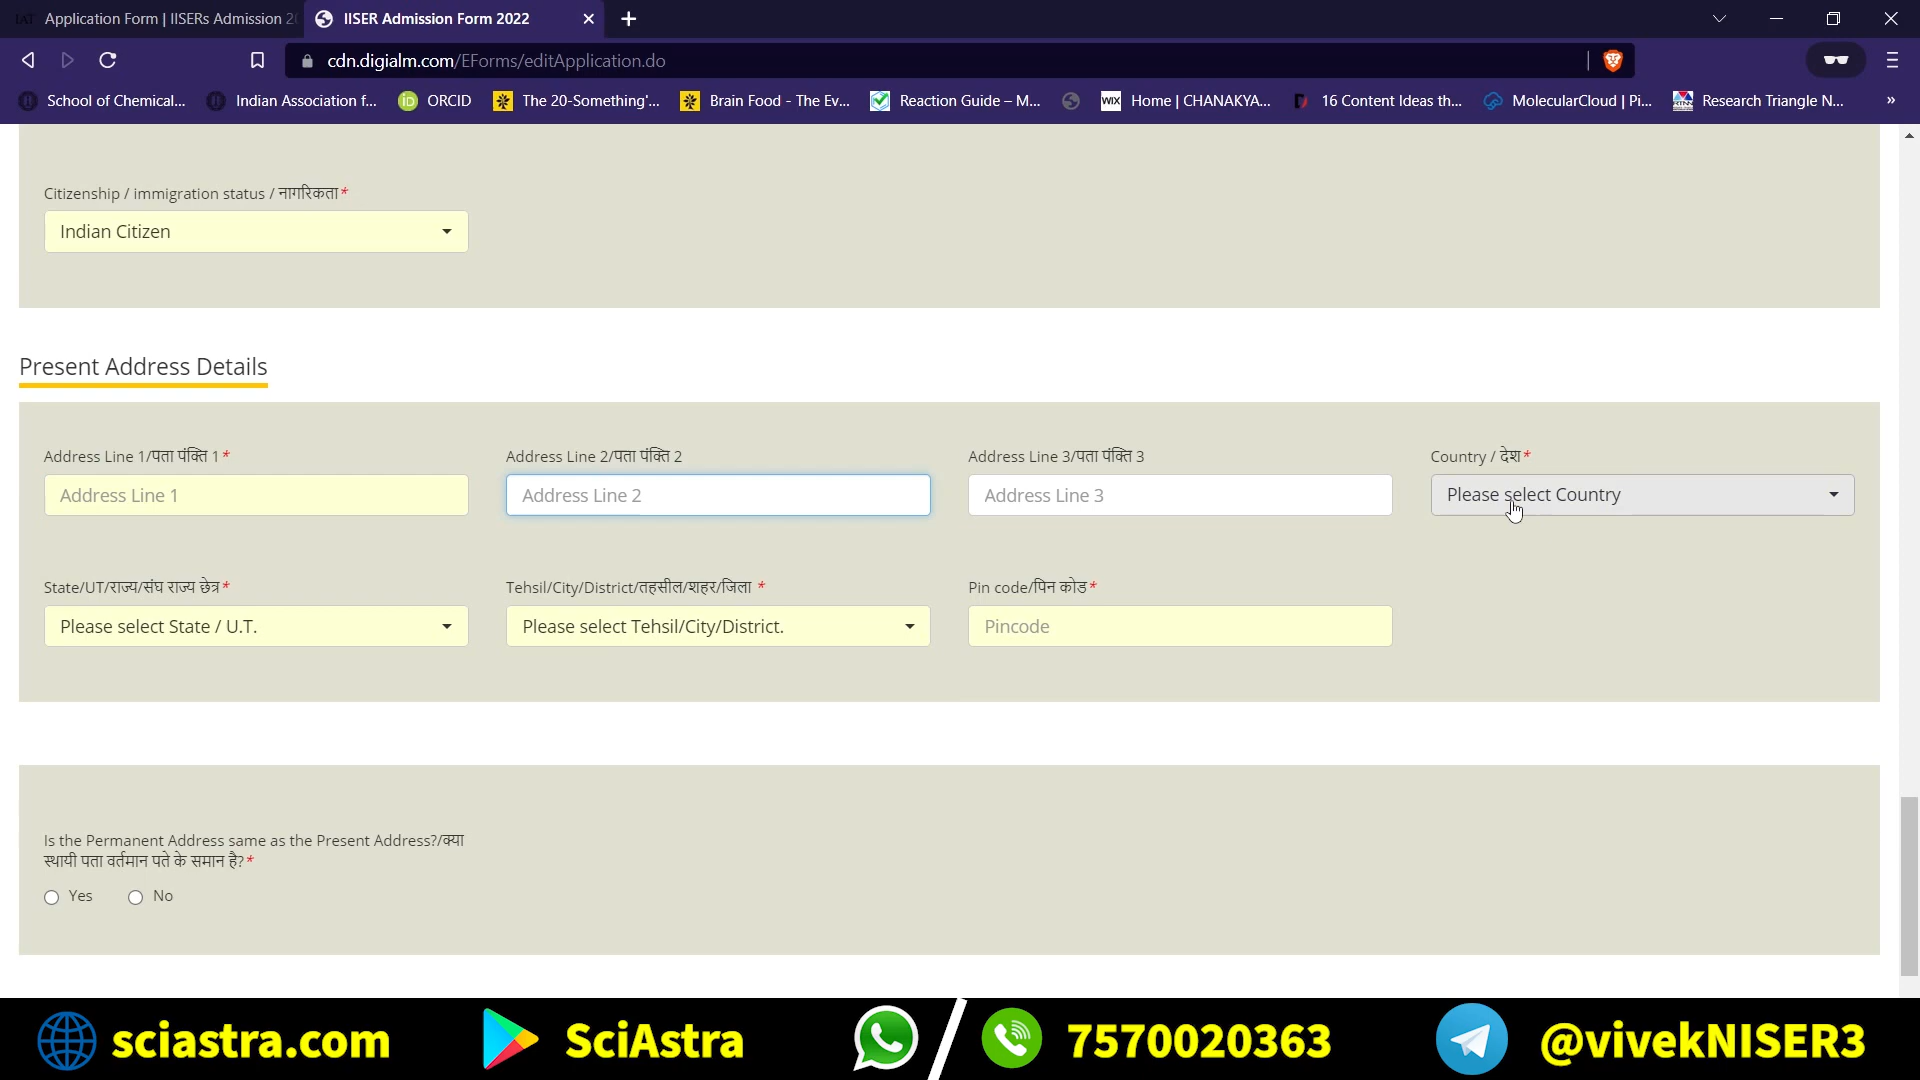 IAT Application Form | IISERs Admission 2
IISER Admission Form 2022
cdn.digialm.com/EForms/editApplication.do
School of Chemical...
Indian Association f...
iD ORCID
The 20-Something'...
Brain Food - The Ev...
Reaction Guide – M...
WIX Home | CHANAKYA...
16 Content Ideas th...
MolecularCloud | Pi...
RTNN Research Triangle N...
»
Citizenship / immigration status / नागरिकता*
Indian Citizen
Present Address Details
Address Line 1/पता पंक्ति 1*
Address Line 2/पता पंक्ति 2
Address Line 3/पता पंक्ति 3
Country / देश*
Address Line 1
Address Line 2
Address Line 3
Please select Country
State/UT/राज्य/संघ राज्य छेत्र*
Tehsil/City/District/तहसील/शहर/जिला *
Pin code/पिन कोड*
Please select State / U.T.
Please select Tehsil/City/District.
Pincode
Is the Permanent Address same as the Present Address?/क्या
स्थायी पता वर्तमान पते के समान है?*
Yes
No
sciastra.com
SciAstra
7570020363
@vivekNISER3